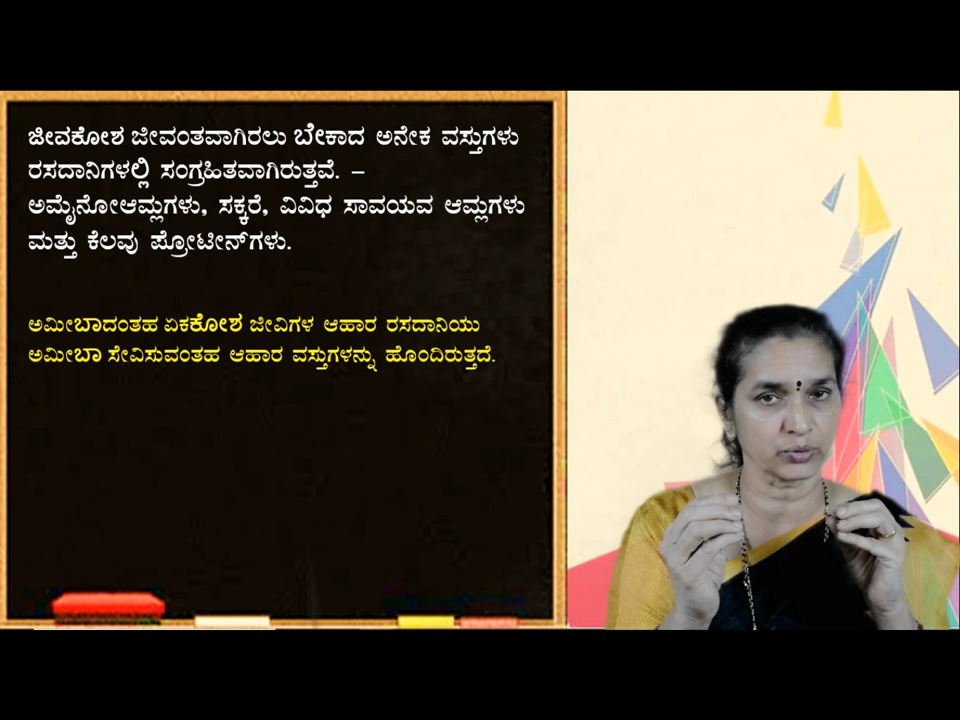 ಜೀವಕೋಶ ಜೀವಂತವಾಗಿರಲು ಬೇಕಾದ ಅನೇಕ ವಸ್ತುಗಳು
ರಸದಾನಿಗಳಲ್ಲಿ ಸಂಗ್ರಹಿತವಾಗಿರುತ್ತವೆ. –
ಅಮೈನೋಆಮ್ಲಗಳು, ಸಕ್ಕರೆ, ವಿವಿಧ ಸಾವಯವ ಆಮ್ಲಗಳು
ಮತ್ತು ಕೆಲವು ಪ್ರೋಟೀನ್‌ಗಳು.
ಅಮೀಬಾದಂತಹ ಏಕಕೋಶ ಜೀವಿಗಳ ಆಹಾರ ರಸದಾನಿಯು
ಅಮೀಬಾ ಸೇವಿಸುವಂತಹ ಆಹಾರ ವಸ್ತುಗಳನ್ನು ಹೊಂದಿರುತ್ತದೆ.